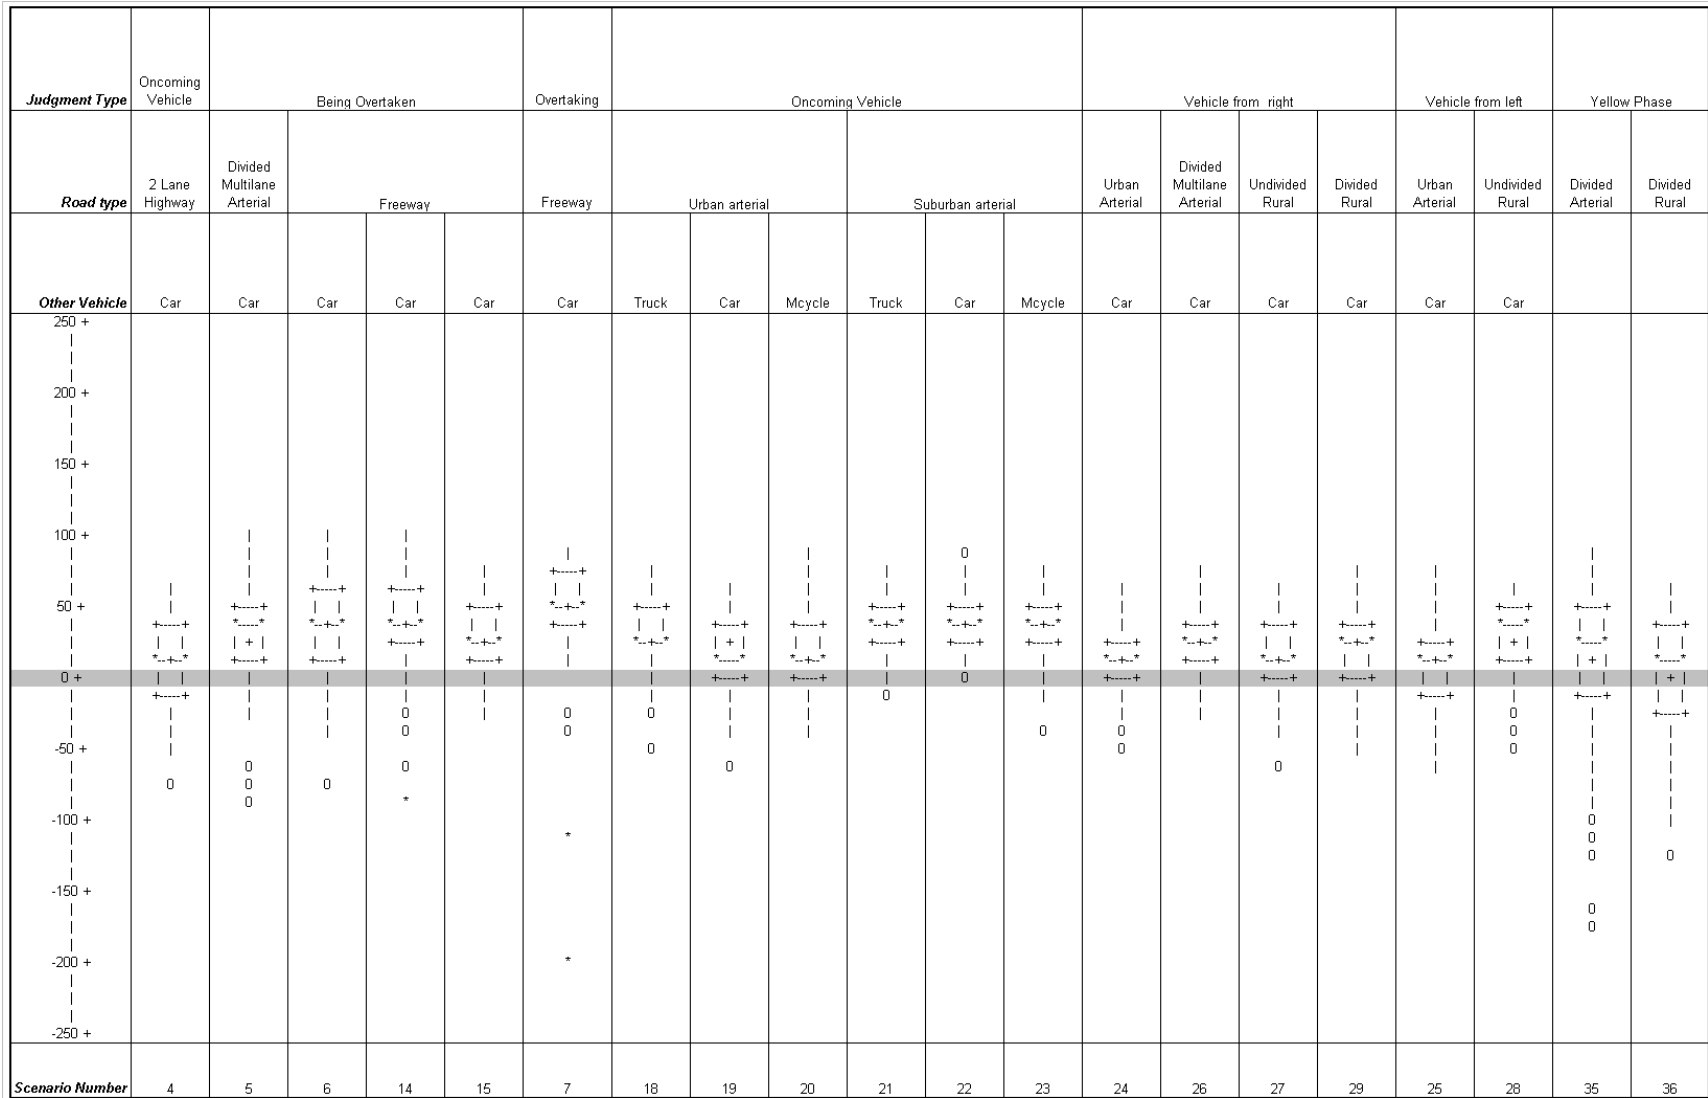 Judgment Type Oncoming Vehicle Being Overtaken Overtaking Oncoming Vehicle Vehicle from right Vehicle from left Yellow Phase
Road type 2 Lane Highway Divided Multilane Arterial Freeway Freeway Urban arterial Suburban arterial Urban Arterial Divided Multilane Arterial Undivided Rural Divided Rural Urban Arterial Undivided Rural Divided Arterial Divided Rural
Other Vehicle Car Car Car Car Car Car Truck Car Mcycle Truck Car Mcycle Car Car Car Car Car Car
250 +
200 +
150 +
100 +
50 +
0 +
-50 +
-100 +
-150 +
-200 +
-250 +
Scenario Number 4 5 6 14 15 7 18 19 20 21 22 23 24 26 27 29 25 28 35 36